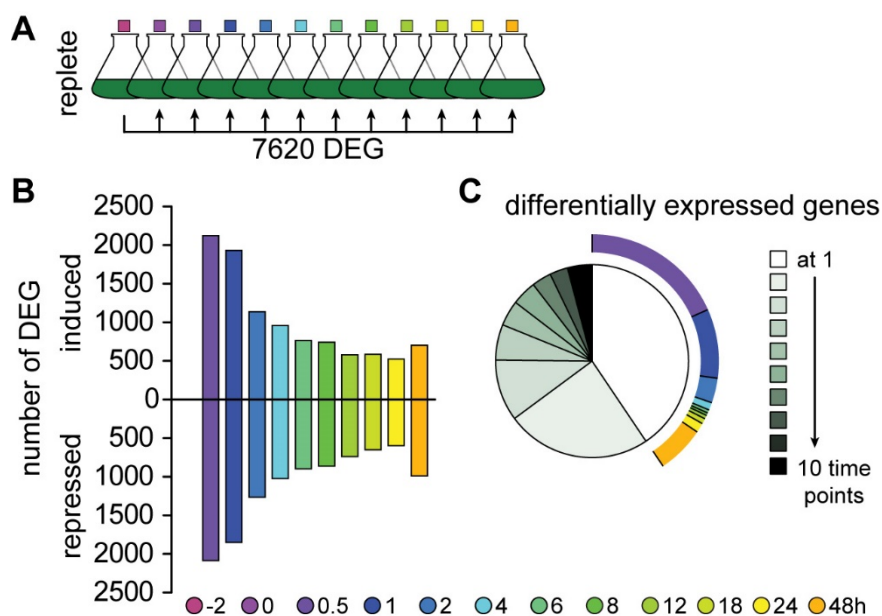 A
replete
7620 DEG
B
number of DEG
induced
repressed
2500
2000
1500
1000
500
0
500
1000
1500
2000
2500
C
differentially expressed genes
at 1
10 time
points
-2 0 0.5 1 2 4 6 8 12 18 24 48h